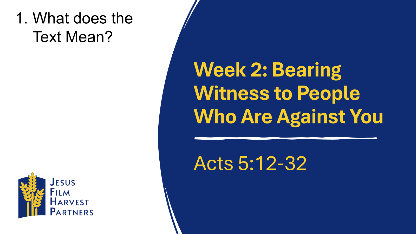 1. What does the
Text Mean?
Week 2: Bearing
Witness to People
Who Are Against You
Acts 5:12-32
JESUS
FILM
HARVEST
PARTNERS